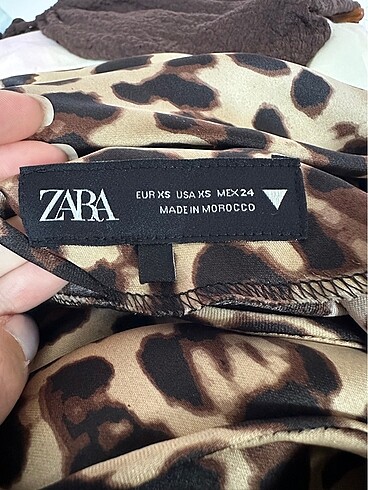 ZARA
EUR XS USA XS MEX 24
MADE IN MOROCCO